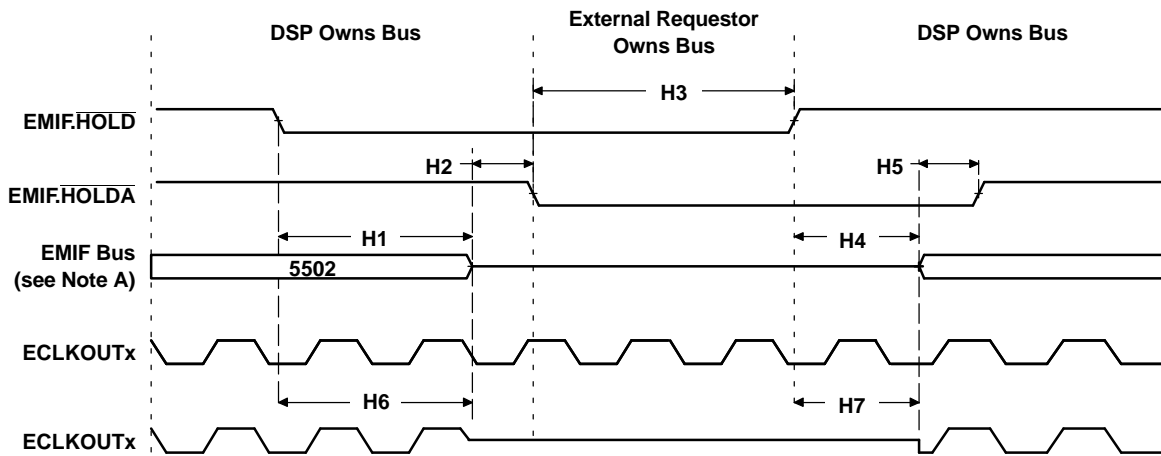 DSP Owns Bus
External Requestor
Owns Bus
DSP Owns Bus
H3
EMIF.HOLD
H2
H5
EMIF.HOLDA
H1
H4
EMIF Bus
(see Note A)
5502
ECLKOUTx
H6
H7
ECLKOUTx